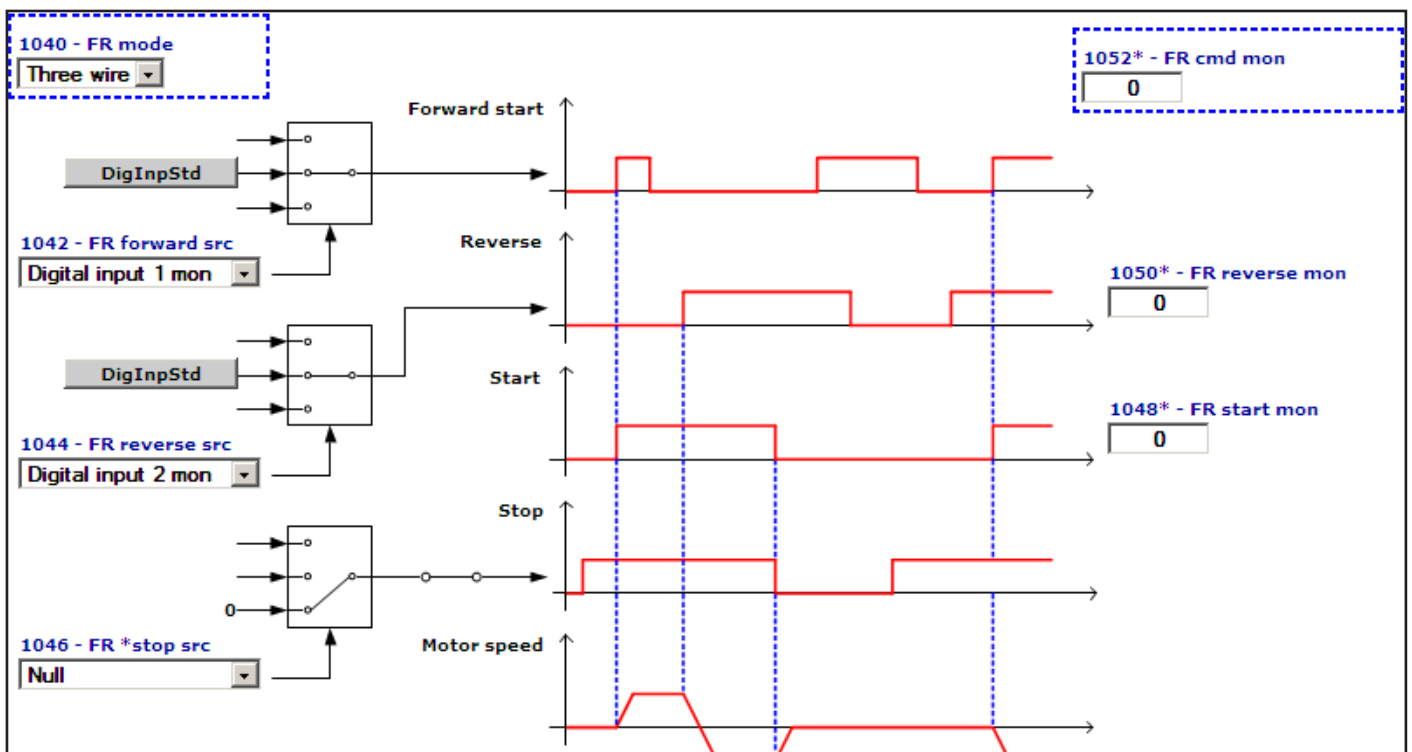 1040 - FR mode
Three wire
1052* - FR cmd mon
0
Forward start
DigInpStd
1042 - FR forward src
Digital input 1 mon
Reverse
1050* - FR reverse mon
0
DigInpStd
Start
1048* - FR start mon
0
1044 - FR reverse src
Digital input 2 mon
Stop
0
1046 - FR *stop src
Null
Motor speed